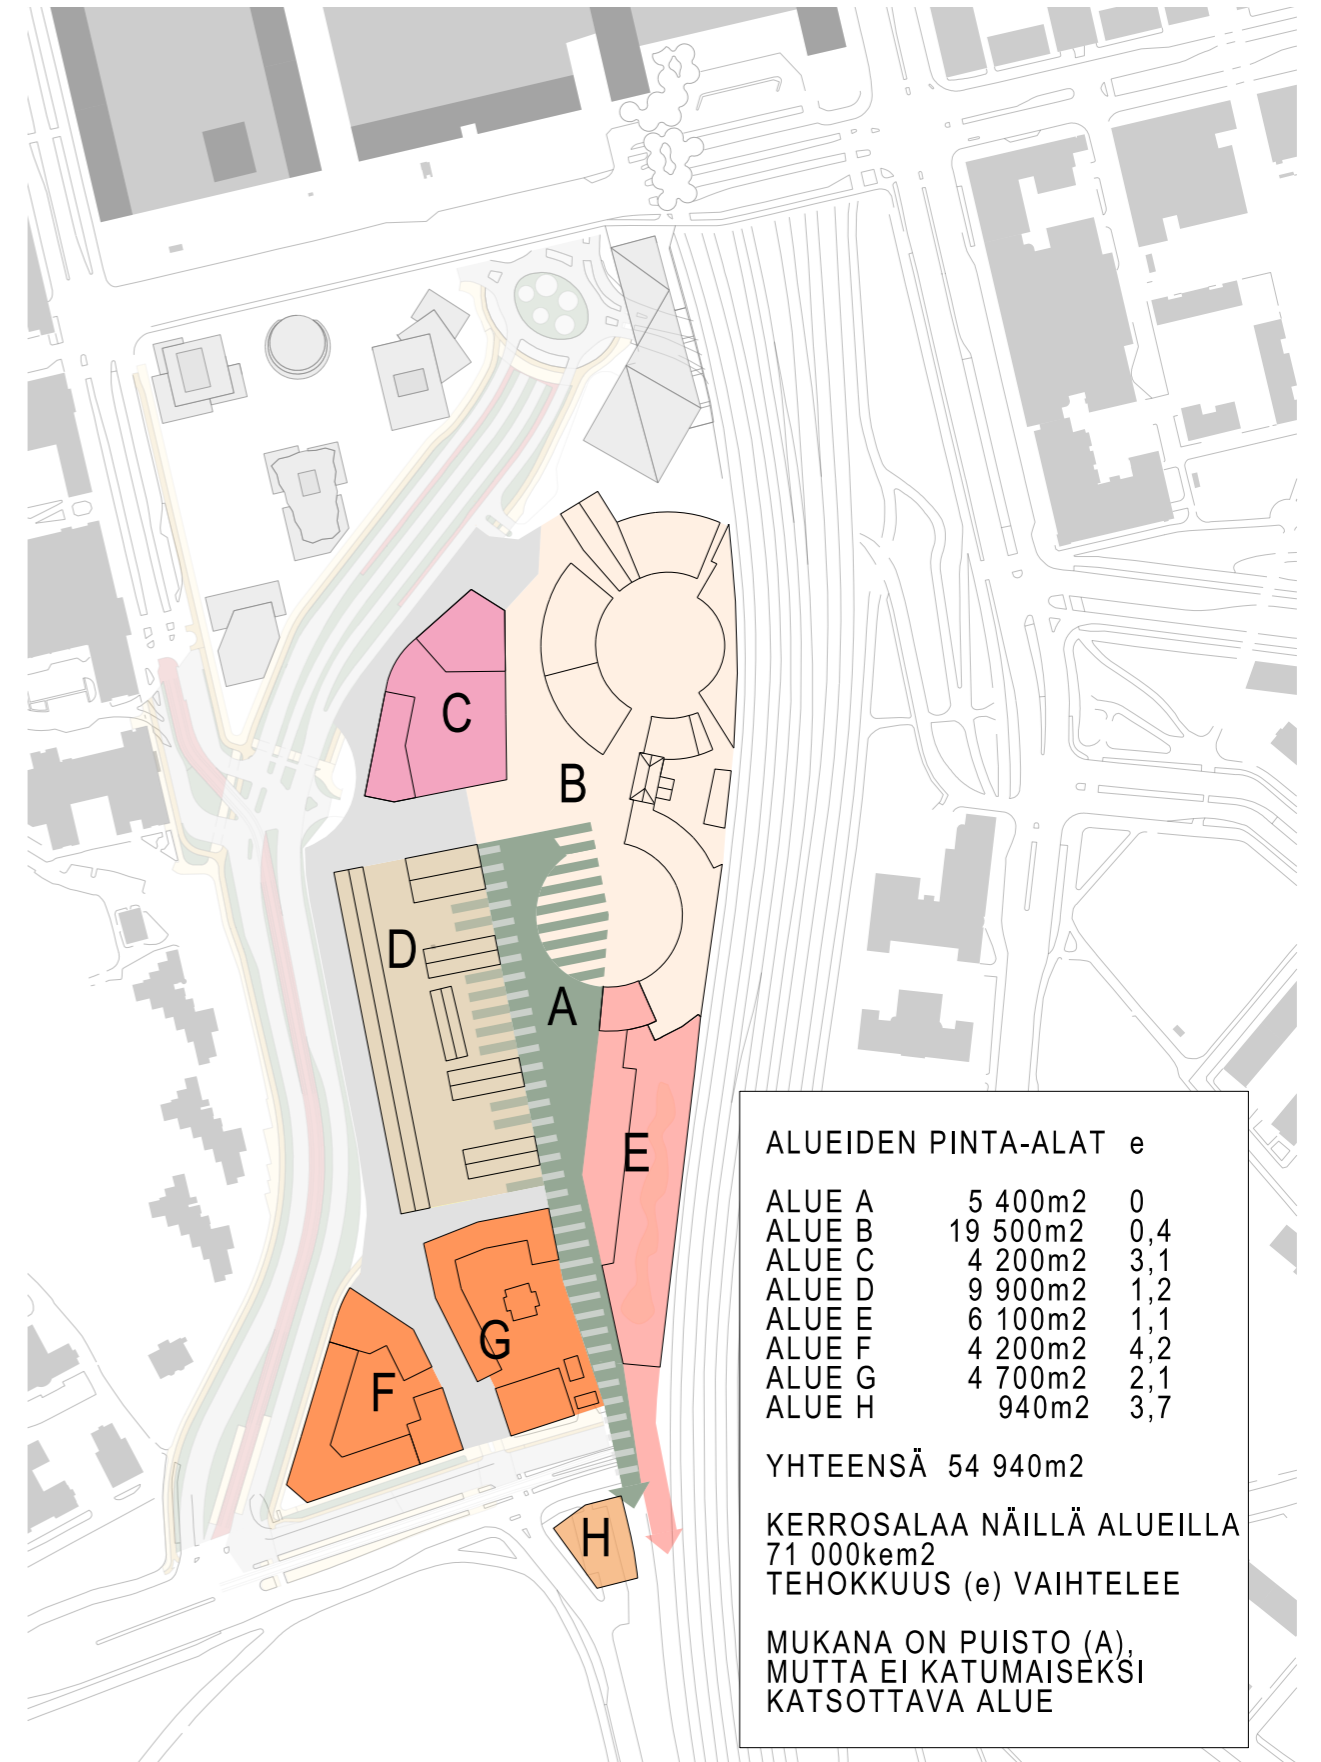 C
B
D
A
E
G
F
H
ALUEIDEN PINTA-ALAT e
ALUE A 5 400m2 0
ALUE B 19 500m2 0,4
ALUE C 4 200m2 3,1
ALUE D 9 900m2 1,2
ALUE E 6 100m2 1,1
ALUE F 4 200m2 4,2
ALUE G 4 700m2 2,1
ALUE H 940m2 3,7
YHTEENSÄ 54 940m2
KERROSALAA NÄILLÄ ALUEILLA
71 000kem2
TEHOKKUUS (e) VAIHTELEE
MUKANA ON PUISTO (A),
MUTTA EI KATUMAISEKSI
KATSOTTAVA ALUE